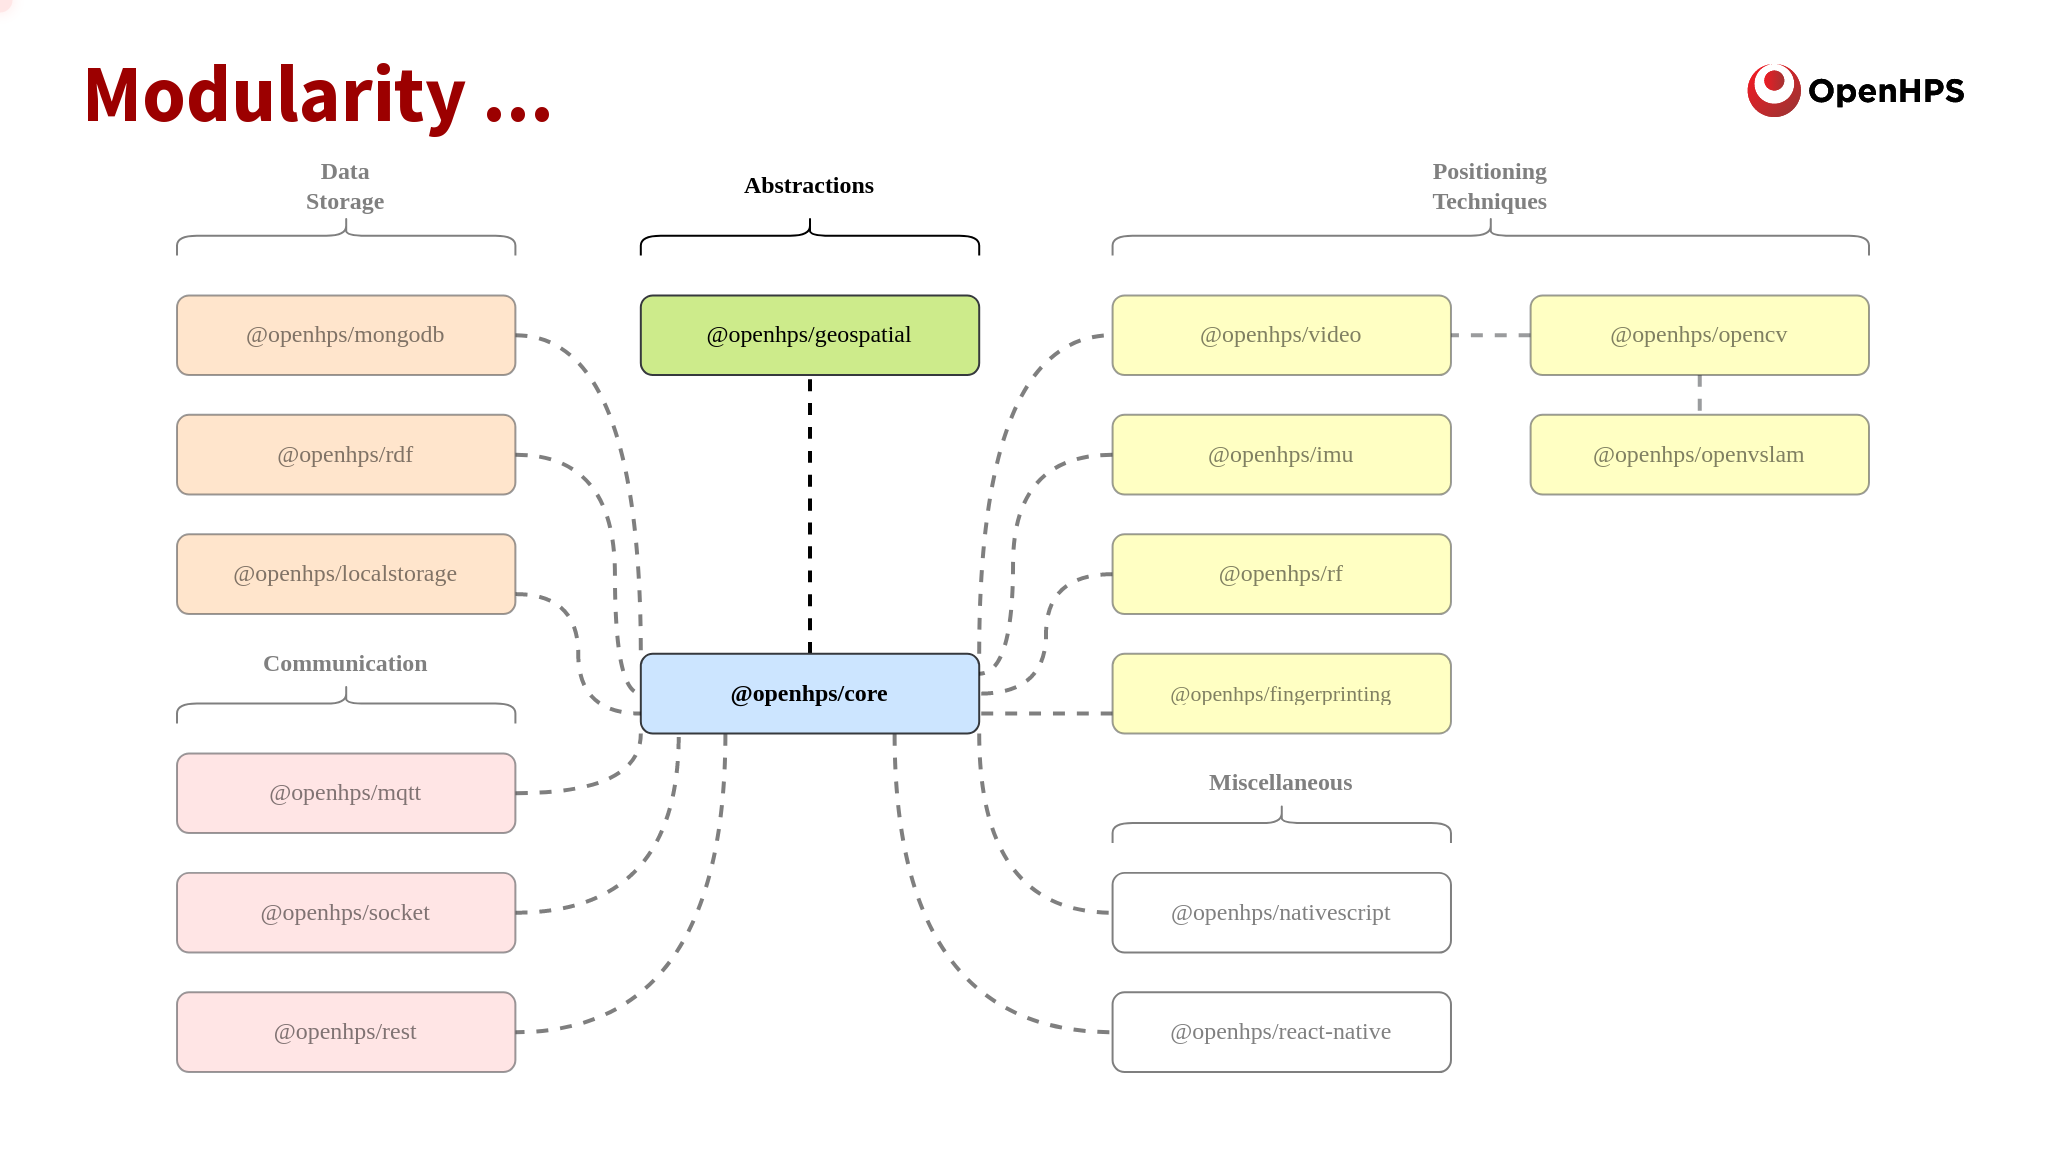 Modularity ...
OpenHPS
Data
Storage
Abstractions
Positioning
Techniques
@openhps/mongodb
@openhps/geospatial
@openhps/video
@openhps/opencv
@openhps/rdf
@openhps/imu
@openhps/openvslam
@openhps/localstorage
@openhps/rf
Communication
@openhps/core
@openhps/fingerprinting
@openhps/mqtt
Miscellaneous
@openhps/socket
@openhps/nativescript
@openhps/rest
@openhps/react-native